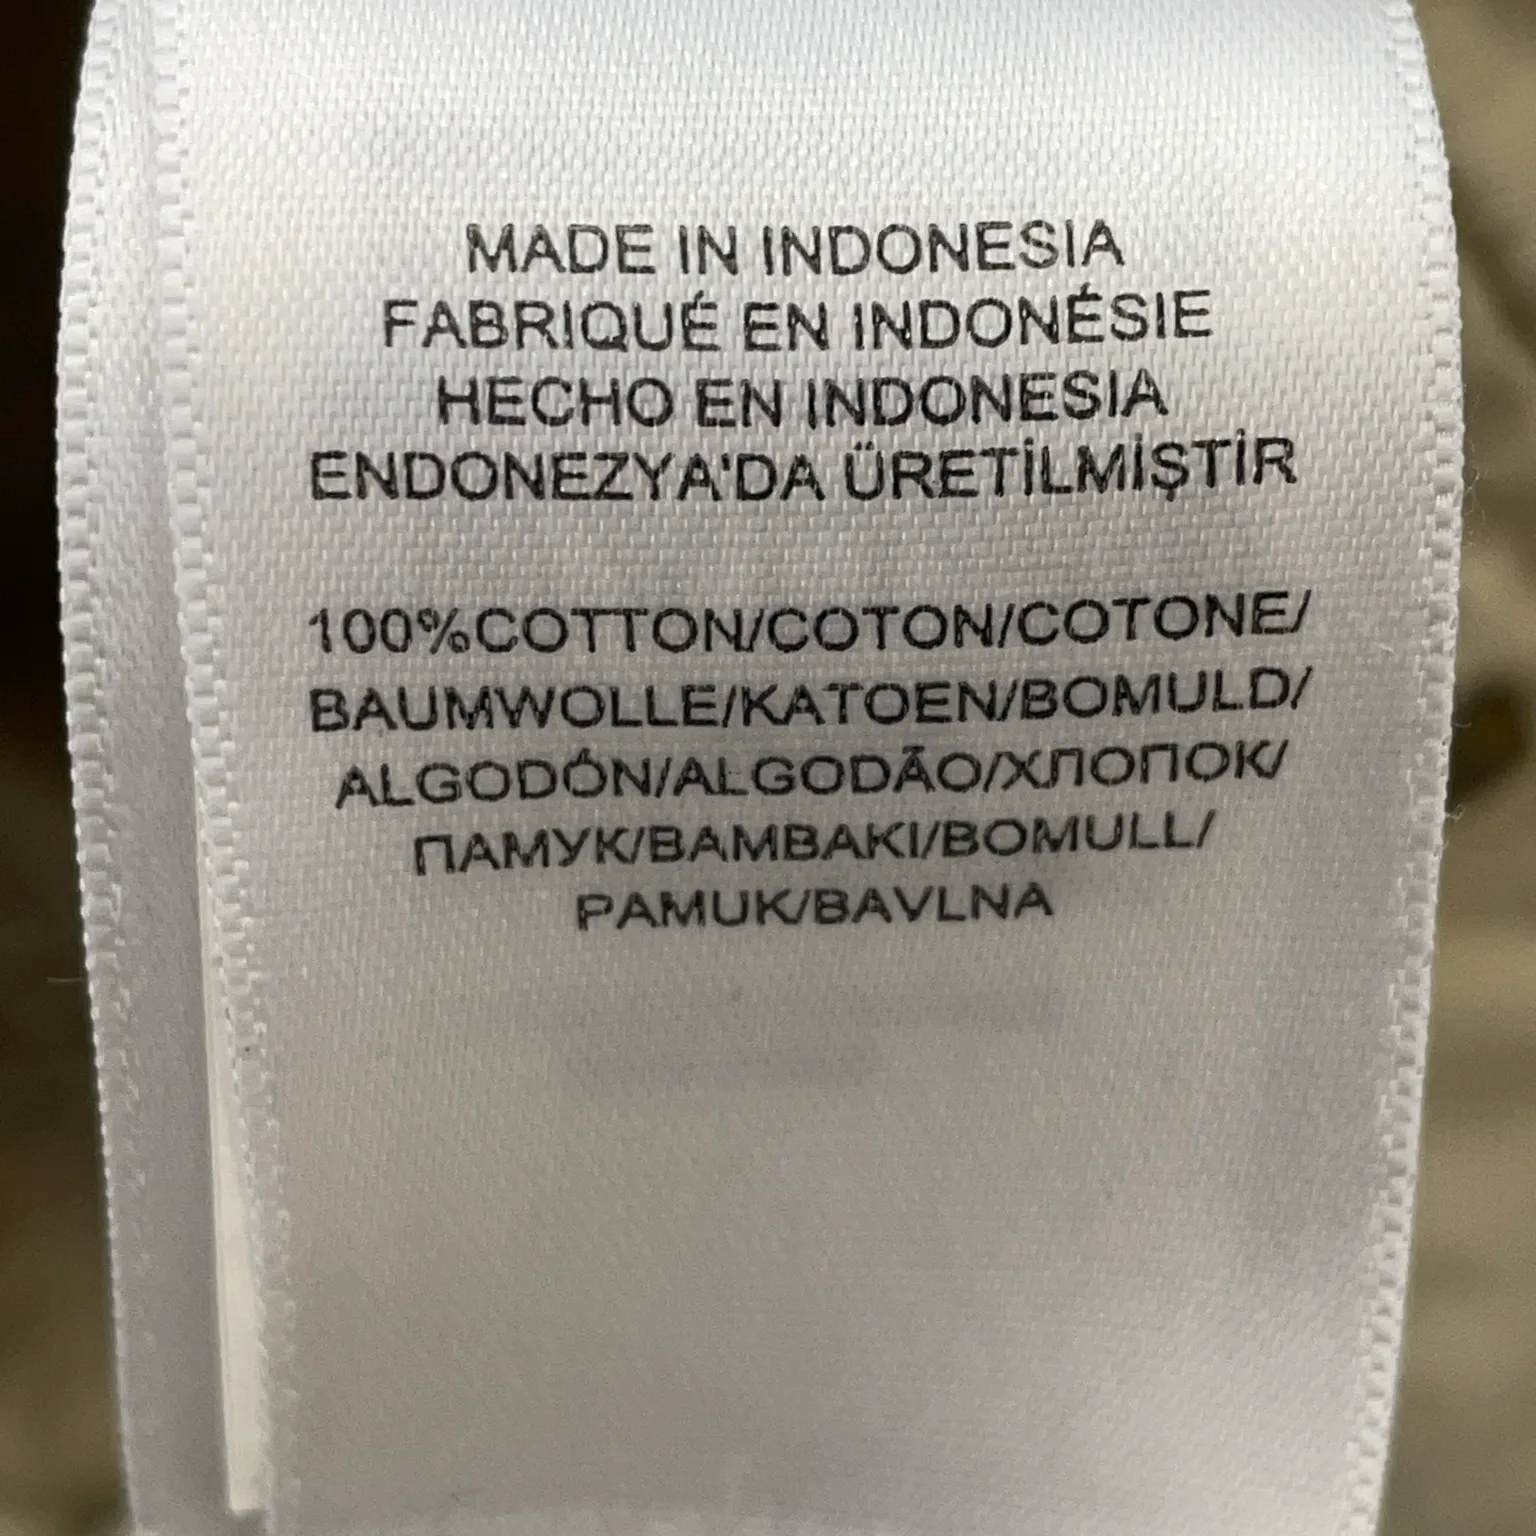 MADE IN INDONESIA
FABRIQUÉ EN INDONÉSIE
HECHO EN INDONESIA
ENDONEZYA'DA ÜRETİLMİŞTİR
100%COTTON/COTON/COTONE/
BAUMWOLLE/KATOEN/BOMULD/
ALGODÓN/ALGODÃO/ХЛОПОК/
ПАМУК/BAMBAKI/BOMULL/
PAMUK/BAVLNA